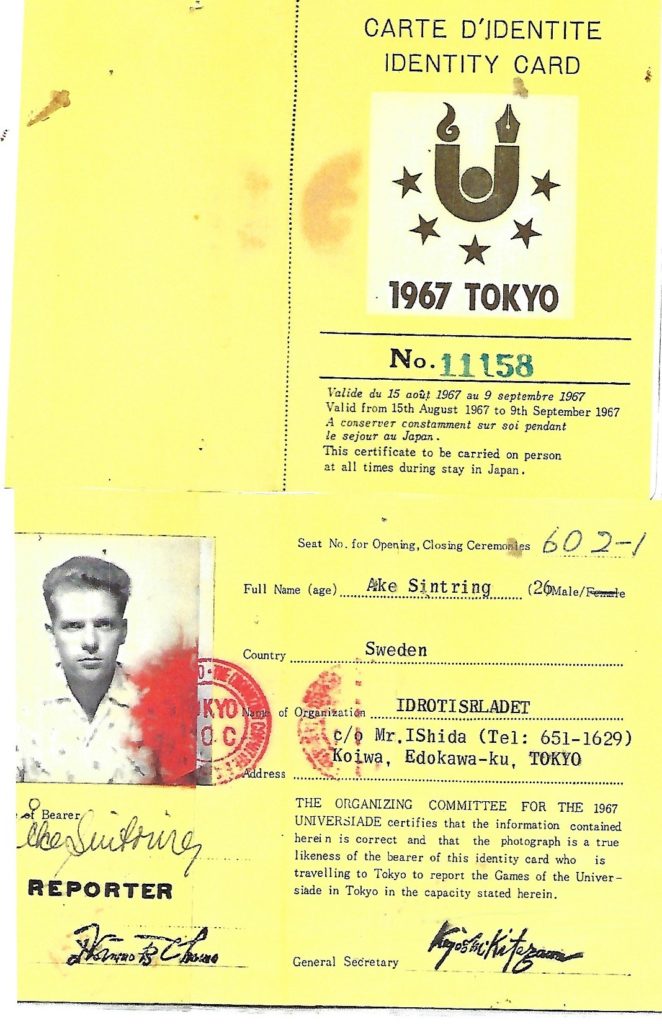 CARTE D'IDENTITE
IDENTITY CARD
1967 TOKYO
No. 11158
Valide du 15 août 1967 au 9 septembre 1967
Valid from 15th August 1967 to 9th September 1967
A conserver constamment sur soi pendant
le sejour au Japan.
This certificate to be carried on person
at all times during stay in Japan.
Seat No. for Opening, Closing Ceremonies 602-1
Full Name (age) Ake Sintring (26 Male/Female
Country Sweden
Name of Organization IDROTISRLADET
c/o Mr.IShida (Tel: 651-1629)
Koiwa, Edokawa-ku, TOKYO
Address
THE ORGANIZING COMMITTEE FOR THE 1967
UNIVERSIADE certifies that the information contained
herein is correct and that the photograph is a true
likeness of the bearer of this identity card who is
travelling to Tokyo to report the Games of the Univer-
siade in Tokyo in the capacity stated herein.
of Bearer
Ake Sintring
REPORTER
General Secretary Kiyoshi Kitazawa